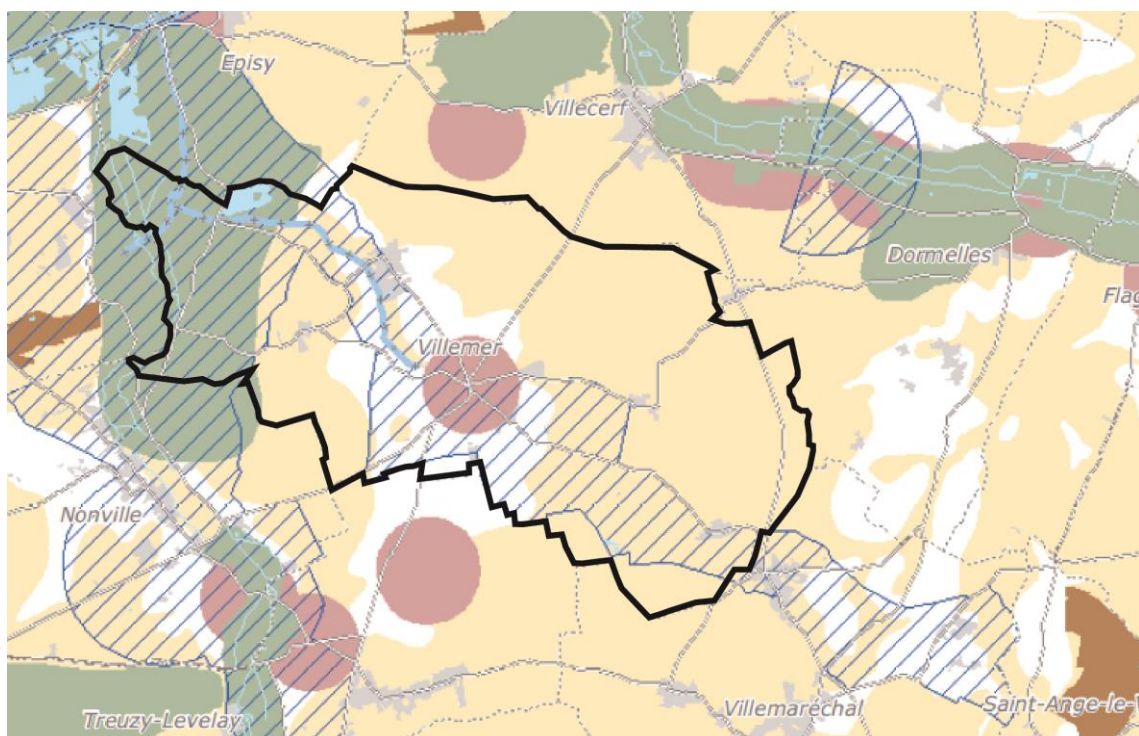 Episy
Villecerf
Dormelles
Flag
Villemer
Nonville
Treuzy-Levelay
Villemaréchal
Saint-Ange-le-V